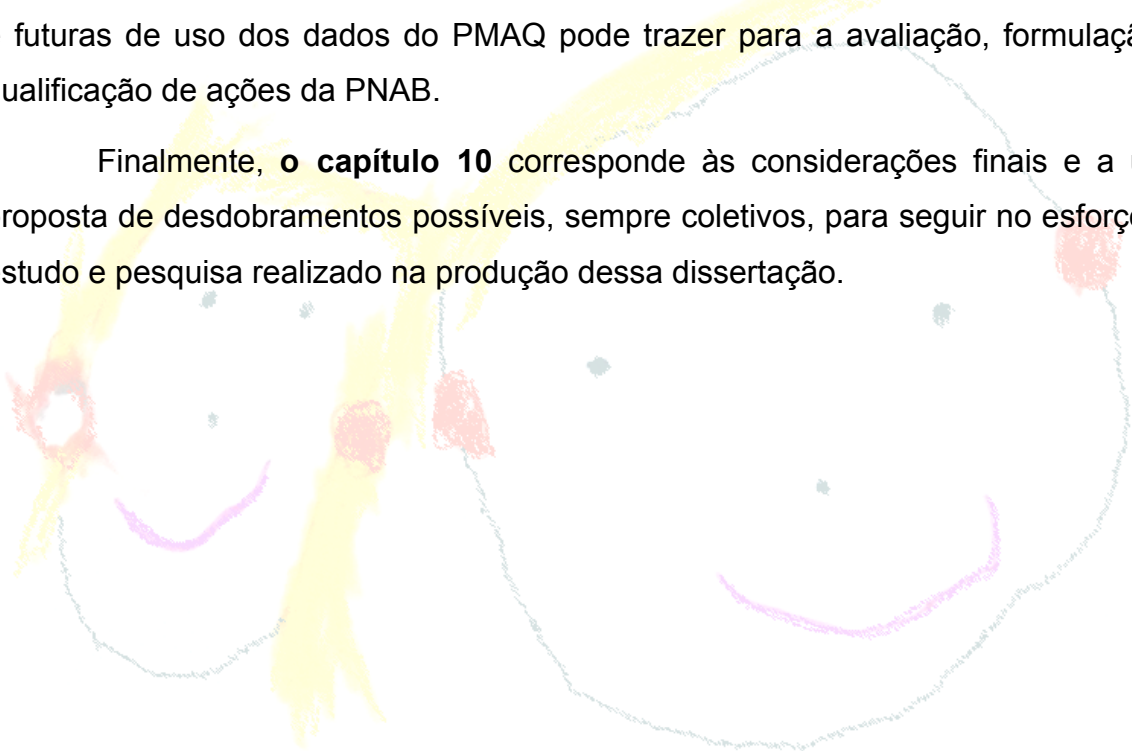 futuras de uso dos dados do PMAQ pode trazer para a avaliação, formulaçã
ualificação de ações da PNAB.
Finalmente, o capítulo 10 corresponde às considerações finais e a u
roposta de desdobramentos possíveis, sempre coletivos, para seguir no esforç
studo e pesquisa realizado na produção dessa dissertação.